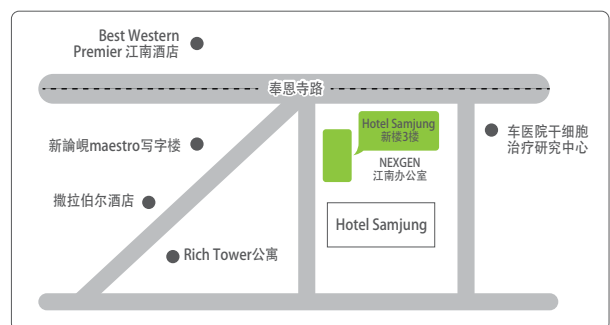 Best Western
Premier 江南酒店
奉恩寺路
Hotel Samjung
新楼3楼
车医院干细胞
治疗研究中心
新論峴maestro写字楼
NEXGEN
江南办公室
撒拉伯尔酒店
Hotel Samjung
Rich Tower公寓